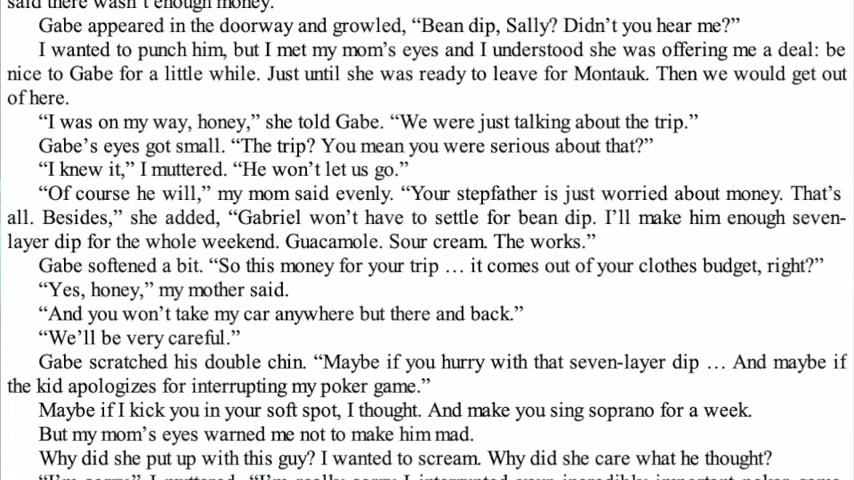 said there wasn't enough money.
Gabe appeared in the doorway and growled, “Bean dip, Sally? Didn’t you hear me?”
I wanted to punch him, but I met my mom’s eyes and I understood she was offering me a deal: be
nice to Gabe for a little while. Just until she was ready to leave for Montauk. Then we would get out
of here.
“I was on my way, honey,” she told Gabe. “We were just talking about the trip.”
Gabe’s eyes got small. “The trip? You mean you were serious about that?”
“I knew it,” I muttered. “He won’t let us go.”
“Of course he will,” my mom said evenly. “Your stepfather is just worried about money. That’s
all. Besides,” she added, “Gabriel won’t have to settle for bean dip. I’ll make him enough seven-
layer dip for the whole weekend. Guacamole. Sour cream. The works.”
Gabe softened a bit. “So this money for your trip … it comes out of your clothes budget, right?”
“Yes, honey,” my mother said.
“And you won’t take my car anywhere but there and back.”
“We’ll be very careful.”
Gabe scratched his double chin. “Maybe if you hurry with that seven-layer dip … And maybe if
the kid apologizes for interrupting my poker game.”
Maybe if I kick you in your soft spot, I thought. And make you sing soprano for a week.
But my mom’s eyes warned me not to make him mad.
Why did she put up with this guy? I wanted to scream. Why did she care what he thought?
“I’m sorry,” I muttered. “I’m really sorry I interrupted your incredibly important poker game.